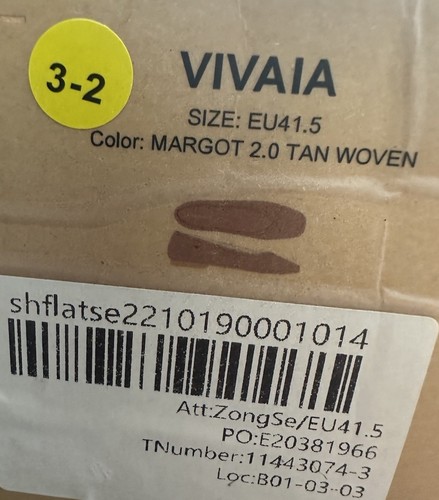 3-2
VIVAIA
SIZE: EU41.5
Color: MARGOT 2.0 TAN WOVEN
shflatse2210190001014
Att:ZongSe/EU41.5
PO:E20381966
TNumber:11443074-3
Loc:B01-03-03